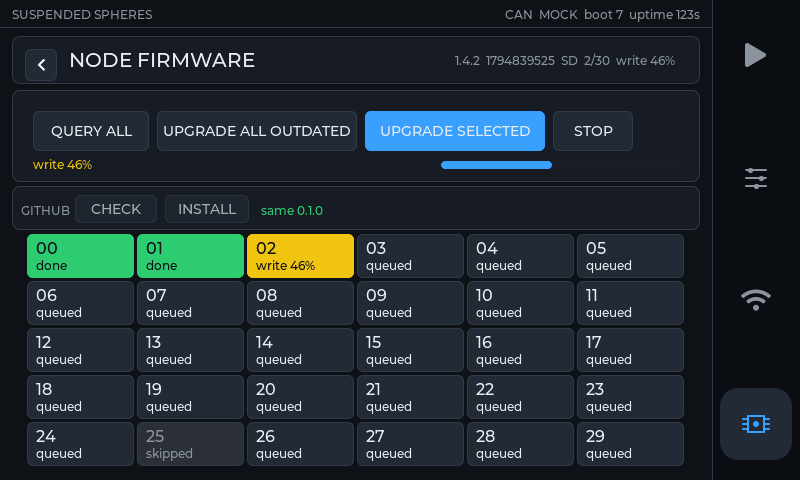 SUSPENDED SPHERES
CAN MOCK boot 7 uptime 123s
NODE FIRMWARE
1.4.2 1794839525 SD 2/30 write 46%
QUERY ALL
UPGRADE ALL OUTDATED
UPGRADE SELECTED
STOP
write 46%
GITHUB
CHECK
INSTALL
same 0.1.0
00
done
01
done
02
write 46%
03
queued
04
queued
05
queued
06
queued
07
queued
08
queued
09
queued
10
queued
11
queued
12
queued
13
queued
14
queued
15
queued
16
queued
17
queued
18
queued
19
queued
20
queued
21
queued
22
queued
23
queued
24
queued
25
skipped
26
queued
27
queued
28
queued
29
queued